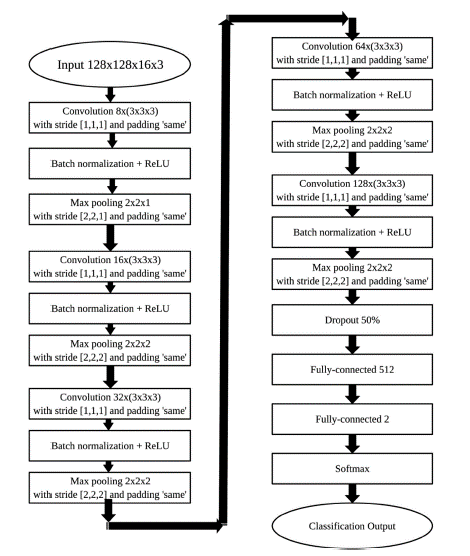 Input 128x128x16x3
Convolution 8x(3x3x3)
with stride [1,1,1] and padding 'same'
Batch normalization + ReLU
Max pooling 2x2x1
with stride [2,2,1] and padding 'same'
Convolution 16x(3x3x3)
with stride [1,1,1] and padding 'same'
Batch normalization + ReLU
Max pooling 2x2x2
with stride [2,2,2] and padding 'same'
Convolution 32x(3x3x3)
with stride [1,1,1] and padding 'same'
Batch normalization + ReLU
Max pooling 2x2x2
with stride [2,2,2] and padding 'same'
Convolution 64x(3x3x3)
with stride [1,1,1] and padding 'same'
Batch normalization + ReLU
Max pooling 2x2x2
with stride [2,2,2] and padding 'same'
Convolution 128x(3x3x3)
with stride [1,1,1] and padding 'same'
Batch normalization + ReLU
Max pooling 2x2x2
with stride [2,2,2] and padding 'same'
Dropout 50%
Fully-connected 512
Fully-connected 2
Softmax
Classification Output